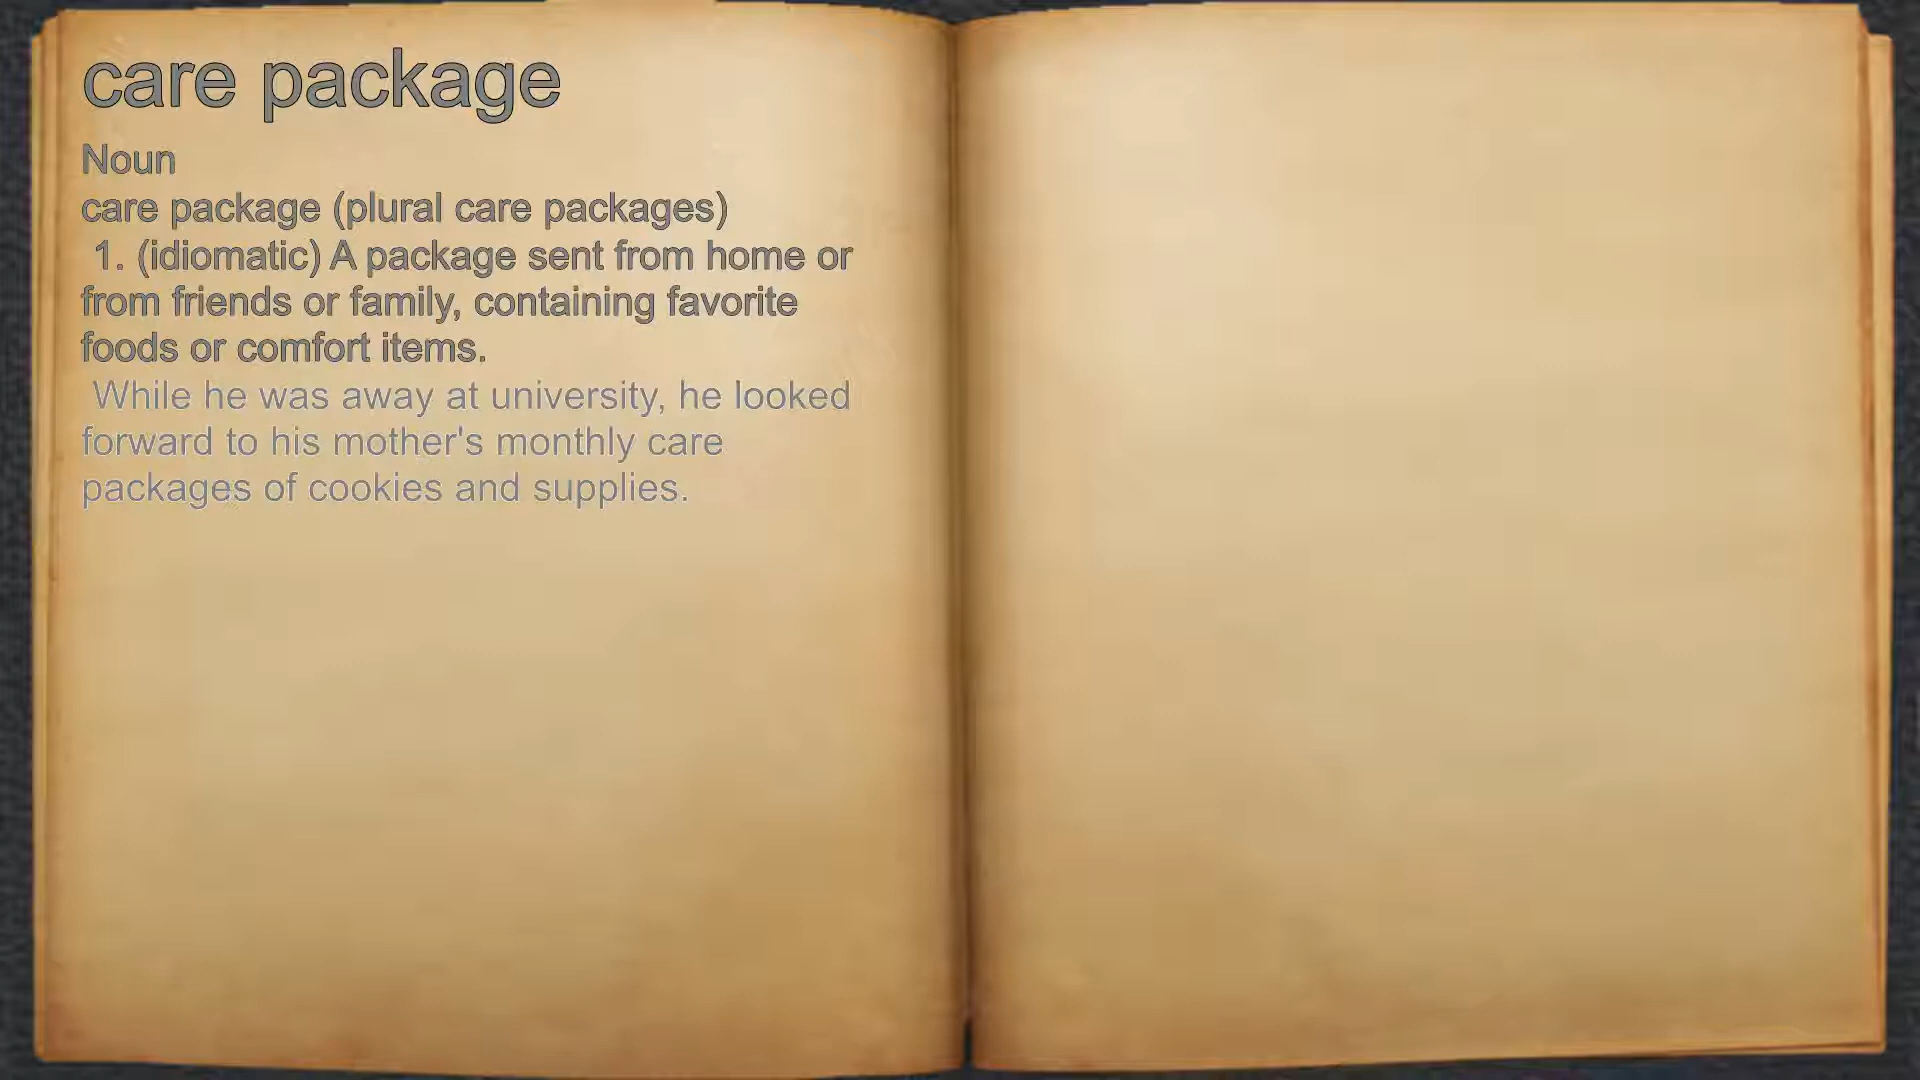 care package
Noun
care package (plural care packages)
1. (idiomatic) A package sent from home or
from friends or family, containing favorite
foods or comfort items.
While he was away at university, he looked
forward to his mother's monthly care
packages of cookies and supplies.